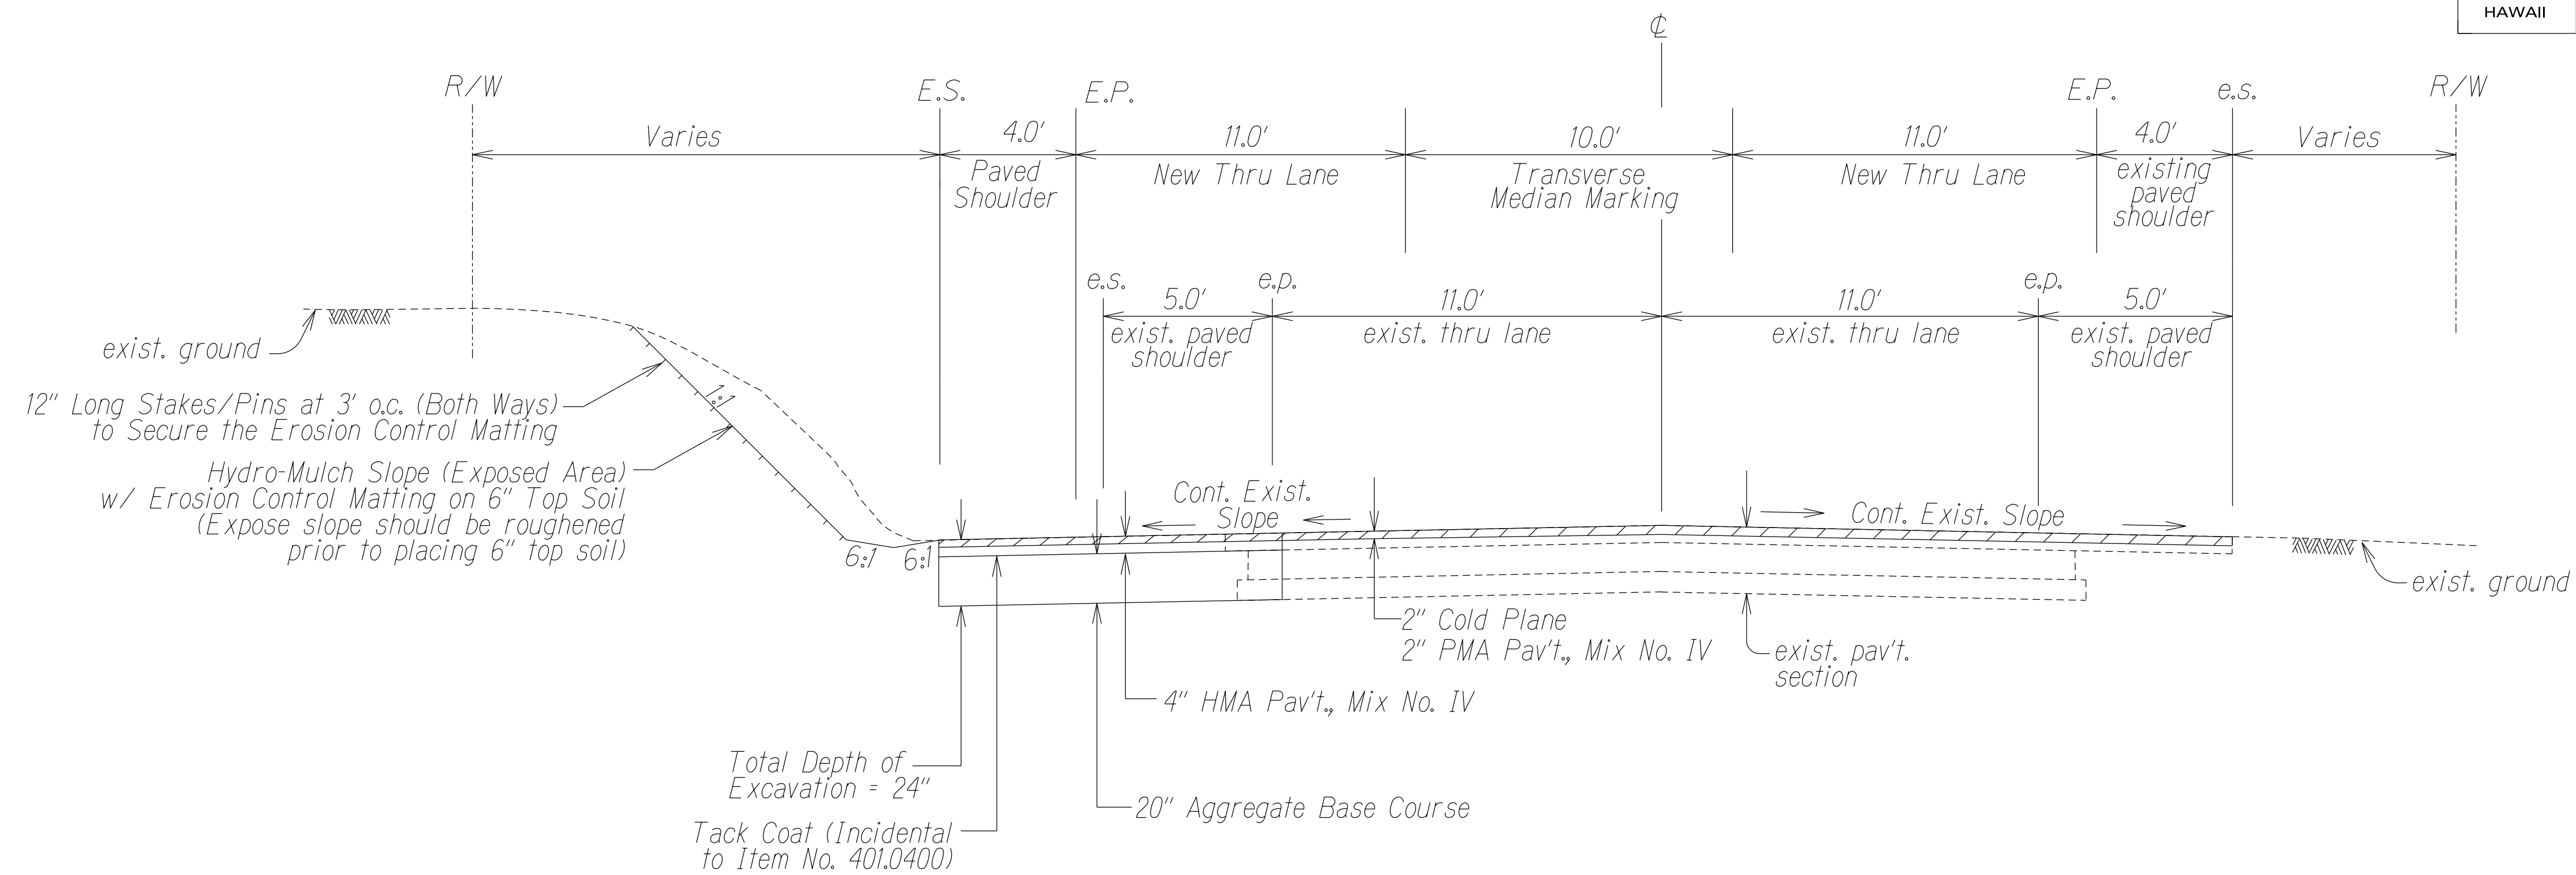 HAWAII
℄
R/W
E.S.
E.P.
E.P.
e.s.
R/W
Varies
4.0'
11.0'
10.0'
11.0'
4.0'
Varies
Paved
Shoulder
New Thru Lane
Transverse
Median Marking
New Thru Lane
existing
paved
shoulder
e.s.
e.p.
e.p.
5.0'
11.0'
11.0'
5.0'
exist. paved
shoulder
exist. thru lane
exist. thru lane
exist. paved
shoulder
exist. ground
12" Long Stakes/Pins at 3' o.c. (Both Ways)
to Secure the Erosion Control Matting
1:1
Hydro-Mulch Slope (Exposed Area)
w/ Erosion Control Matting on 6" Top Soil
(Expose slope should be roughened
prior to placing 6" top soil)
6:1
6:1
Cont. Exist.
Slope
Cont. Exist. Slope
exist. ground
2" Cold Plane
2" PMA Pav't., Mix No. IV
exist. pav't.
section
4" HMA Pav't., Mix No. IV
Total Depth of
Excavation = 24"
20" Aggregate Base Course
Tack Coat (Incidental
to Item No. 401.0400)